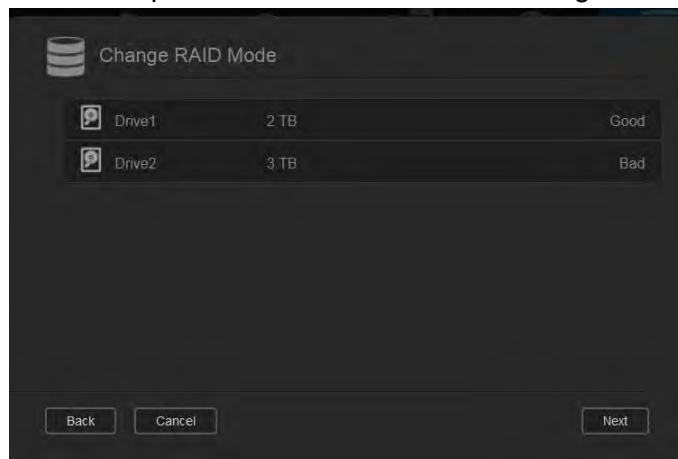 Change RAID Mode
Drive1 2 TB Good
Drive2 3 TB Bad
Back Cancel Next